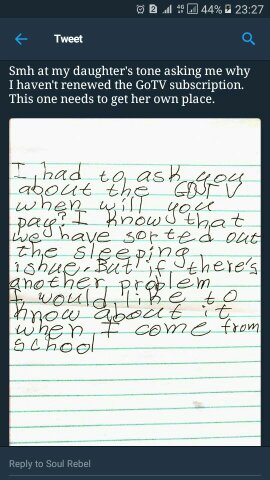 44% 23:27
Tweet
Smh at my daughter's tone asking me why
I haven't renewed the GoTV subscription.
This one needs to get her own place.
I had to ask you
about the GOTV
when will you
pay? I know that
we have sorted out
the sleeping
ishue. But if there's
another problem
I would like to
know about it
when I come from
school
Reply to Soul Rebel